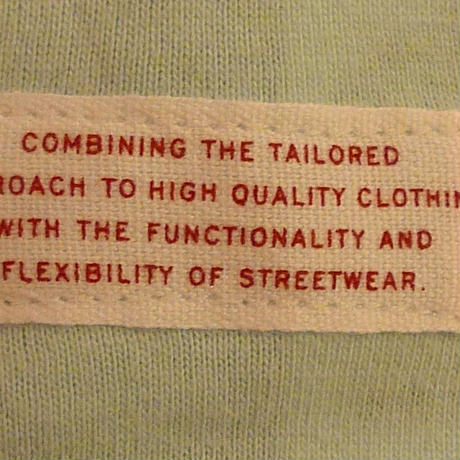 COMBINING THE TAILORED
ROACH TO HIGH QUALITY CLOTHIN
WITH THE FUNCTIONALITY AND
FLEXIBILITY OF STREETWEAR.